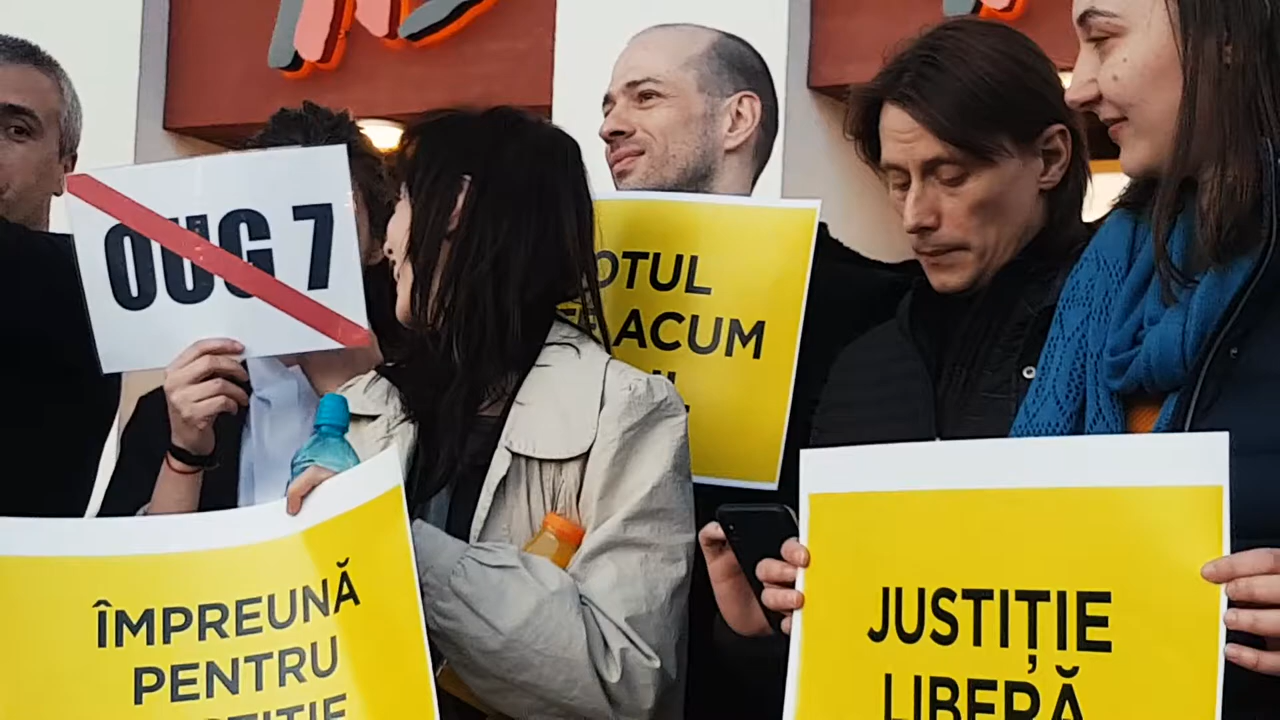 OUG 7
OTUL
ACUM
ÎMPREUNĂ
PENTRU
JUSTIȚIE
LIBERĂ